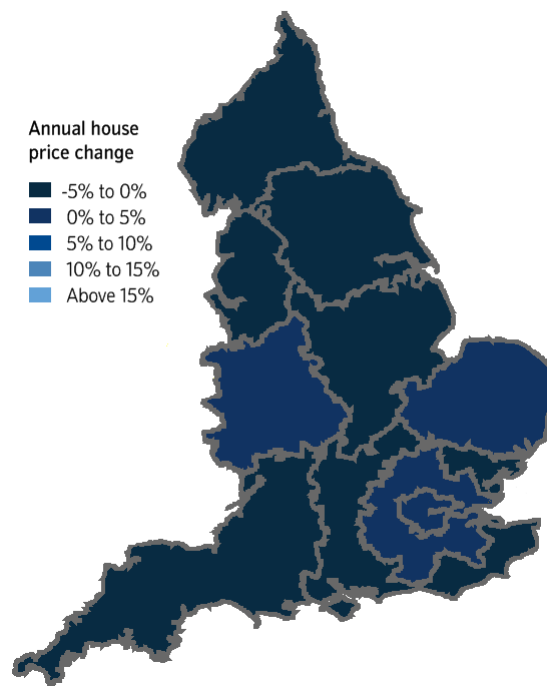 Annual house
price change
-5% to 0%
0% to 5%
5% to 10%
10% to 15%
Above 15%